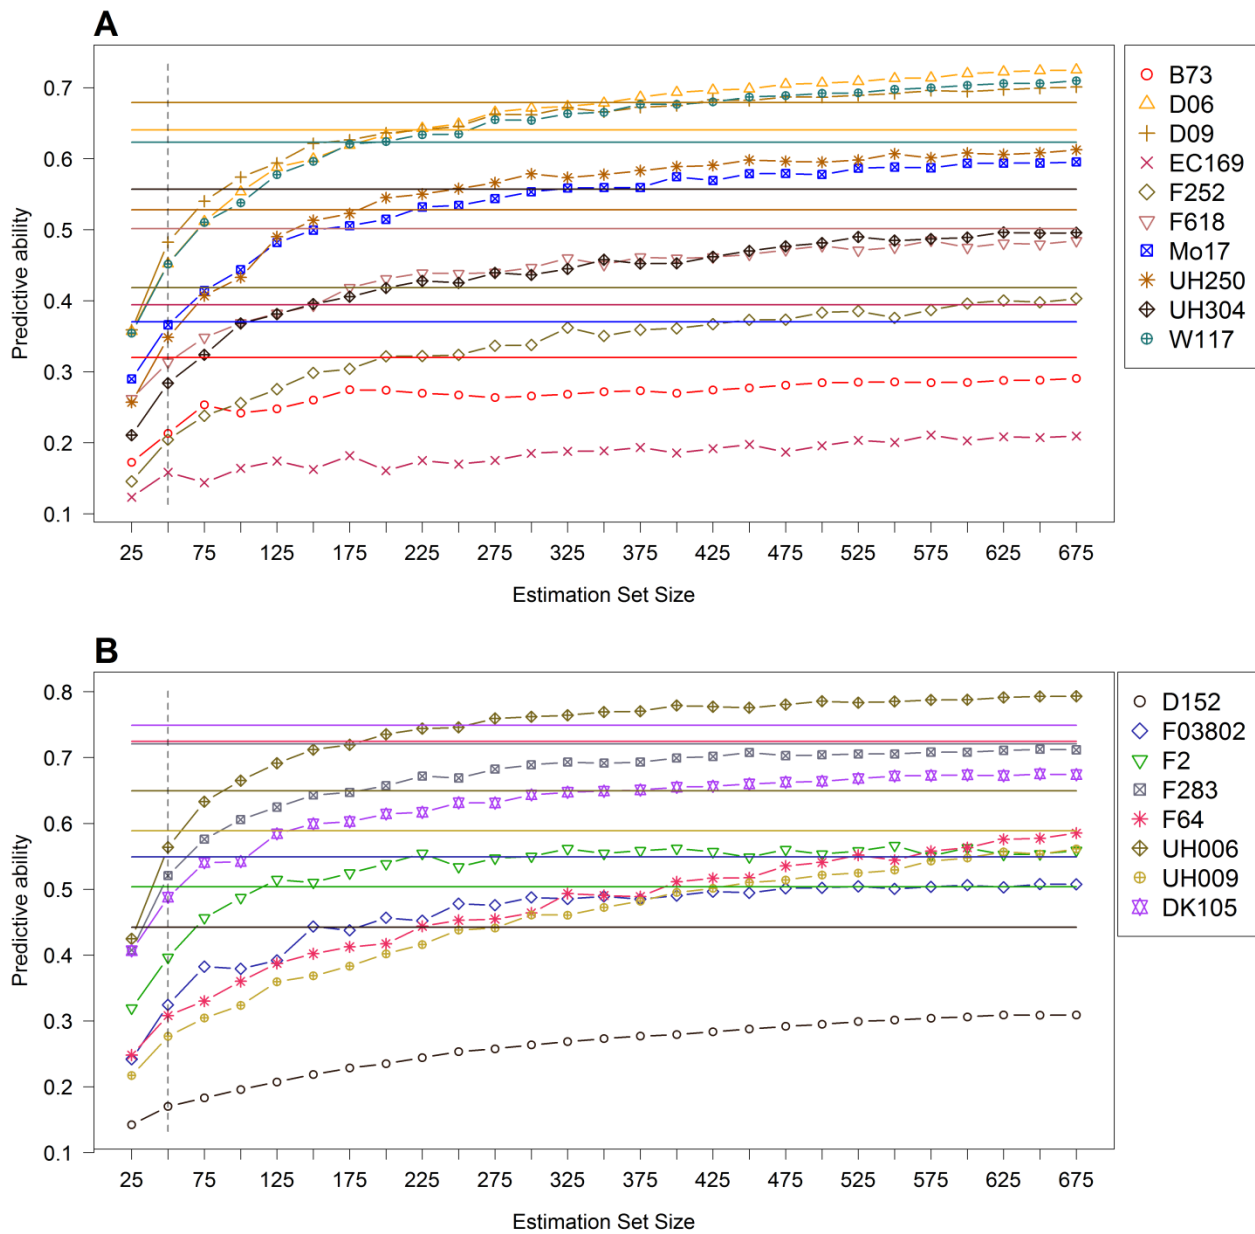 A
Predictive ability
0.7
0.6
0.5
0.4
0.3
0.2
0.1
25 75 125 175 225 275 325 375 425 475 525 575 625 675
Estimation Set Size
B73
D06
D09
EC169
F252
F618
Mo17
UH250
UH304
W117
B
Predictive ability
0.8
0.7
0.6
0.5
0.4
0.3
0.2
0.1
25 75 125 175 225 275 325 375 425 475 525 575 625 675
Estimation Set Size
D152
F03802
F2
F283
F64
UH006
UH009
DK105